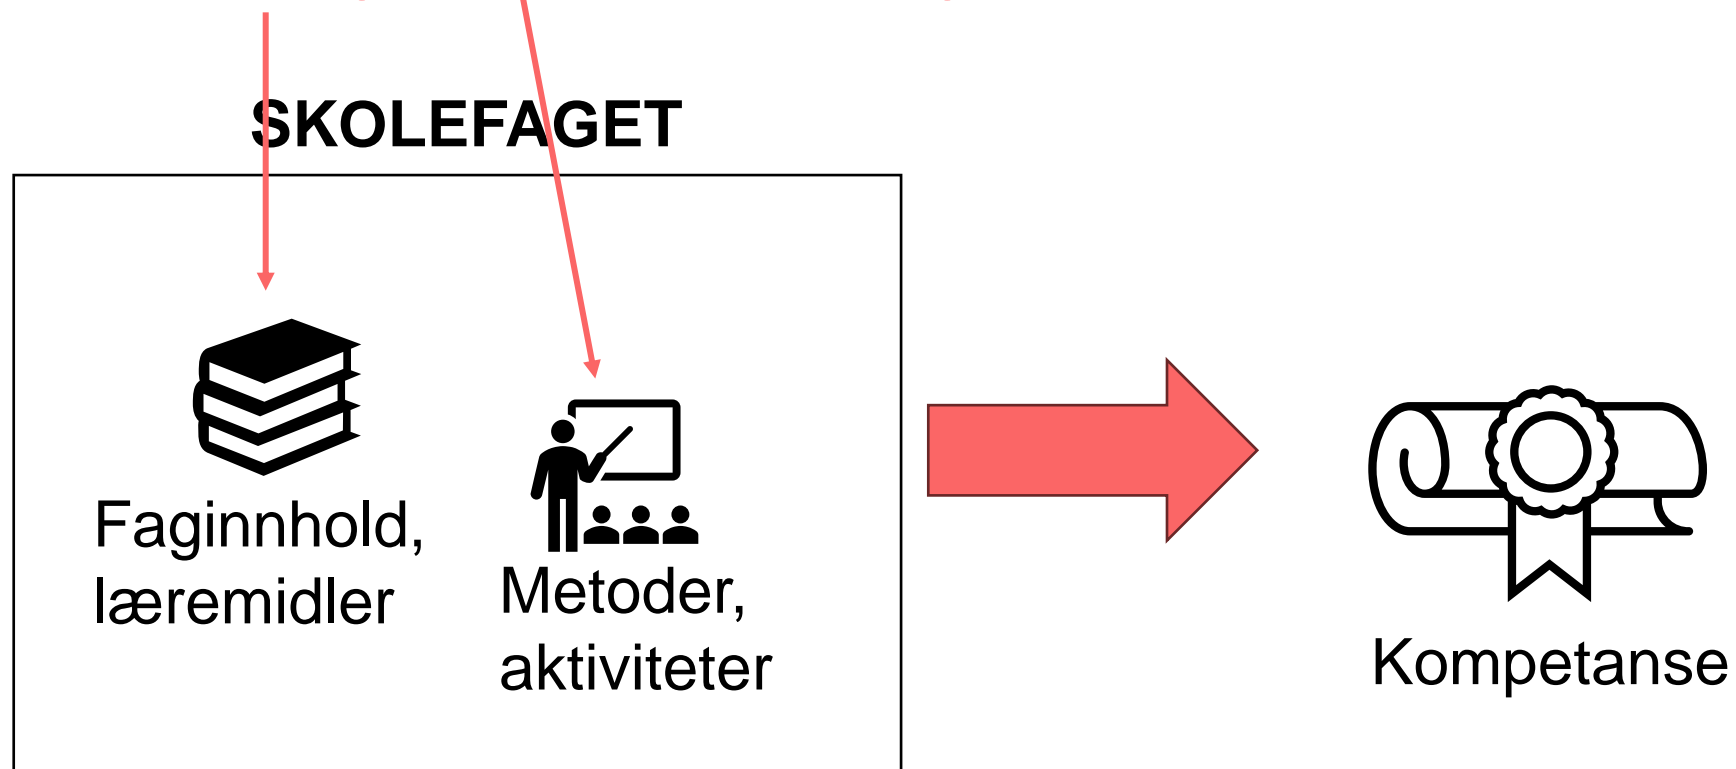 SKOLEFAGET
Faginnhold,
læremidler
Metoder,
aktiviteter
Kompetanse